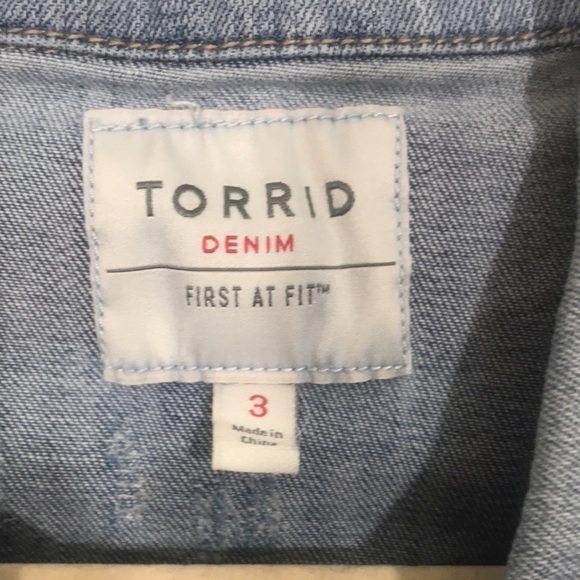 TORRID
DENIM
FIRST AT FIT™
3
Made in
China